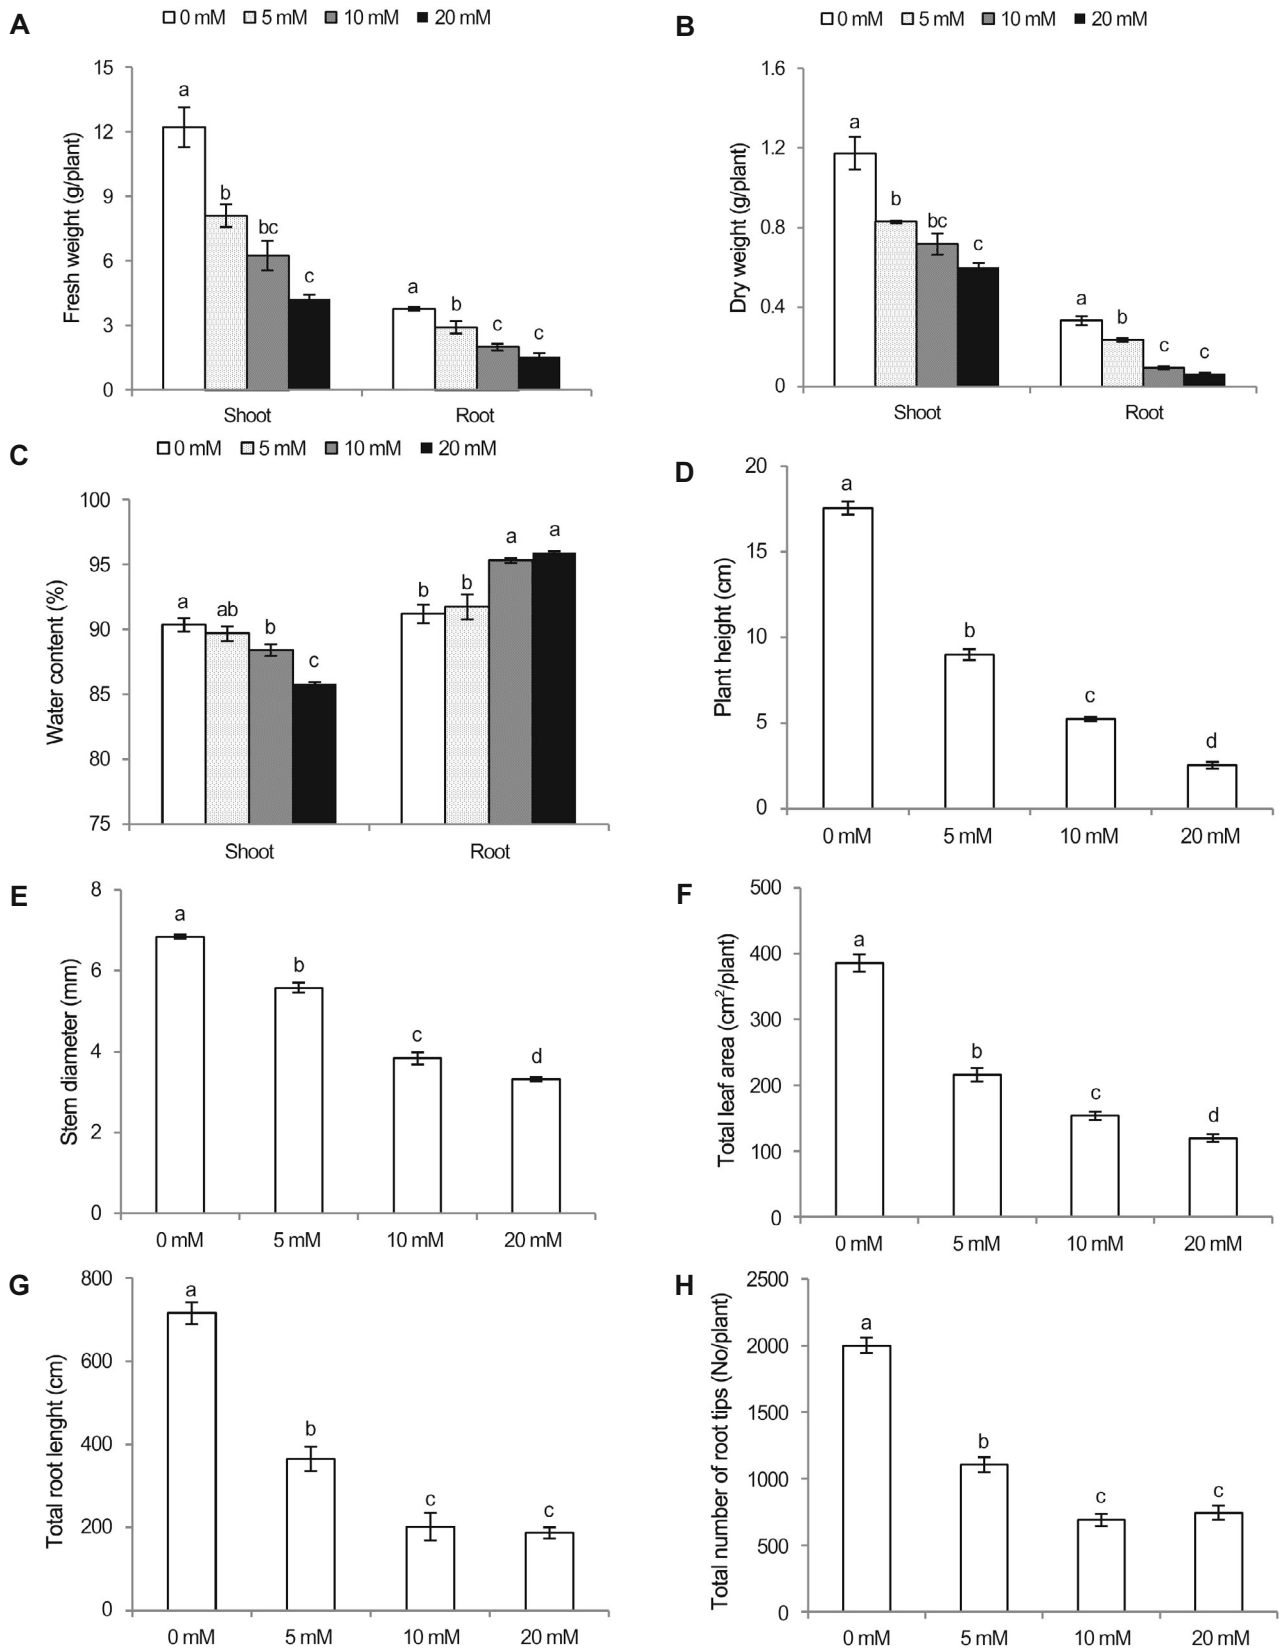 A
0 mM 5 mM 10 mM 20 mM
Fresh weight (g/plant)
15
12
9
6
3
0
a
b
bc
c
a
b
c
c
Shoot Root
B
0 mM 5 mM 10 mM 20 mM
Dry weight (g/plant)
1.6
1.2
0.8
0.4
0
a
b
bc
c
a
b
c
c
Shoot Root
C
0 mM 5 mM 10 mM 20 mM
Water content (%)
100
95
90
85
80
75
a
ab
b
c
b
b
a
a
Shoot Root
D
Plant height (cm)
20
15
10
5
0
a
b
c
d
0 mM 5 mM 10 mM 20 mM
E
Stem diameter (mm)
8
6
4
2
0
a
b
c
d
0 mM 5 mM 10 mM 20 mM
F
Total leaf area (cm²/plant)
500
400
300
200
100
0
a
b
c
d
0 mM 5 mM 10 mM 20 mM
G
Total root lenght (cm)
800
600
400
200
0
a
b
c
c
0 mM 5 mM 10 mM 20 mM
H
Total number of root tips (No/plant)
2500
2000
1500
1000
500
0
a
b
c
c
0 mM 5 mM 10 mM 20 mM